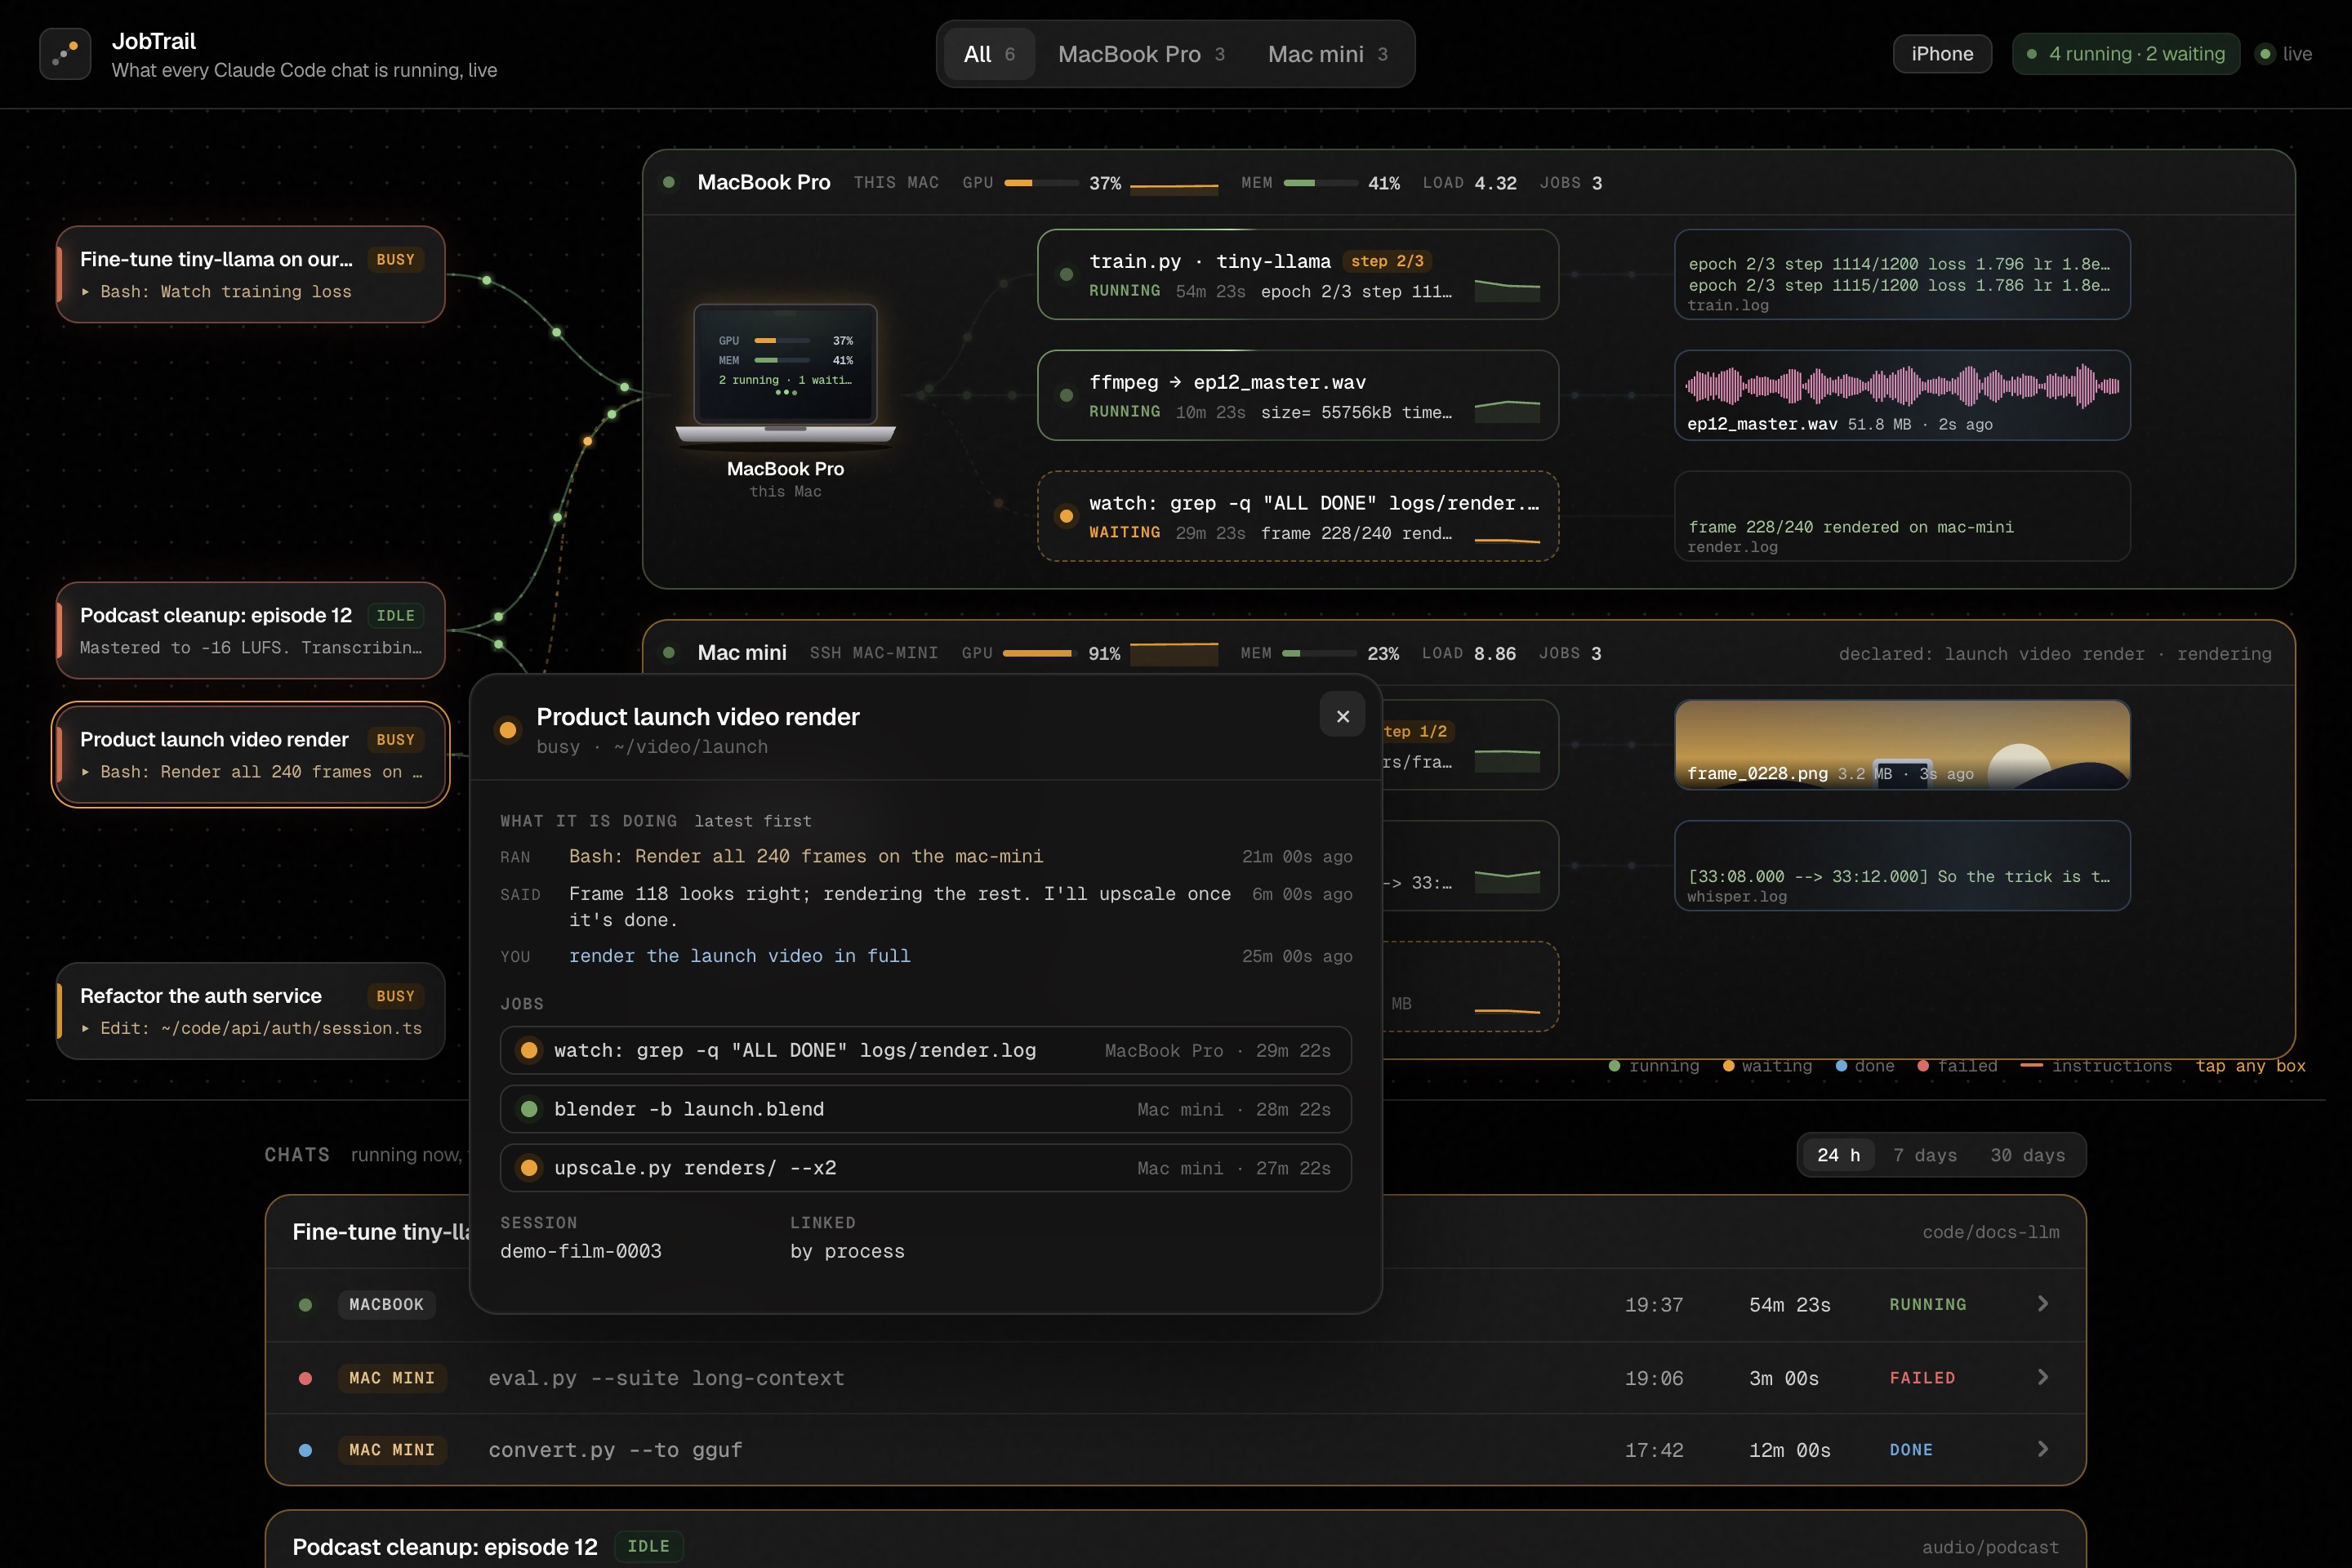 JobTrail
What every Claude Code chat is running, live
All 6 MacBook Pro 3 Mac mini 3
iPhone
4 running · 2 waiting
live
MacBook Pro THIS MAC GPU 37% MEM 41% LOAD 4.32 JOBS 3
Fine-tune tiny-llama on our… BUSY
▸ Bash: Watch training loss
GPU 37%
MEM 41%
2 running · 1 waiti…
MacBook Pro
this Mac
train.py · tiny-llama step 2/3
RUNNING 54m 23s epoch 2/3 step 111…
epoch 2/3 step 1114/1200 loss 1.796 lr 1.8e…
epoch 2/3 step 1115/1200 loss 1.786 lr 1.8e…
train.log
ffmpeg → ep12_master.wav
RUNNING 10m 23s size= 55756kB time…
ep12_master.wav 51.8 MB · 2s ago
watch: grep -q "ALL DONE" logs/render.…
WAITING 29m 23s frame 228/240 rend…
frame 228/240 rendered on mac-mini
render.log
Podcast cleanup: episode 12 IDLE
Mastered to -16 LUFS. Transcribin…
Product launch video render BUSY
▸ Bash: Render all 240 frames on …
Refactor the auth service BUSY
▸ Edit: ~/code/api/auth/session.ts
Mac mini SSH MAC-MINI GPU 91% MEM 23% LOAD 8.86 JOBS 3 declared: launch video render · rendering
tep 1/2
rs/fra…
frame_0228.png 3.2 MB · 3s ago
-> 33:…
[33:08.000 --> 33:12.000] So the trick is t…
whisper.log
MB
Product launch video render
busy · ~/video/launch
×
WHAT IT IS DOING latest first
RAN Bash: Render all 240 frames on the mac-mini 21m 00s ago
SAID Frame 118 looks right; rendering the rest. I'll upscale once 6m 00s ago
it's done.
YOU render the launch video in full 25m 00s ago
JOBS
watch: grep -q "ALL DONE" logs/render.log MacBook Pro · 29m 22s
blender -b launch.blend Mac mini · 28m 22s
upscale.py renders/ --x2 Mac mini · 27m 22s
SESSION LINKED
demo-film-0003 by process
running waiting done failed instructions tap any box
CHATS running now,
24 h 7 days 30 days
Fine-tune tiny-lla code/docs-llm
MACBOOK 19:37 54m 23s RUNNING
MAC MINI eval.py --suite long-context 19:06 3m 00s FAILED
MAC MINI convert.py --to gguf 17:42 12m 00s DONE
Podcast cleanup: episode 12 IDLE audio/podcast